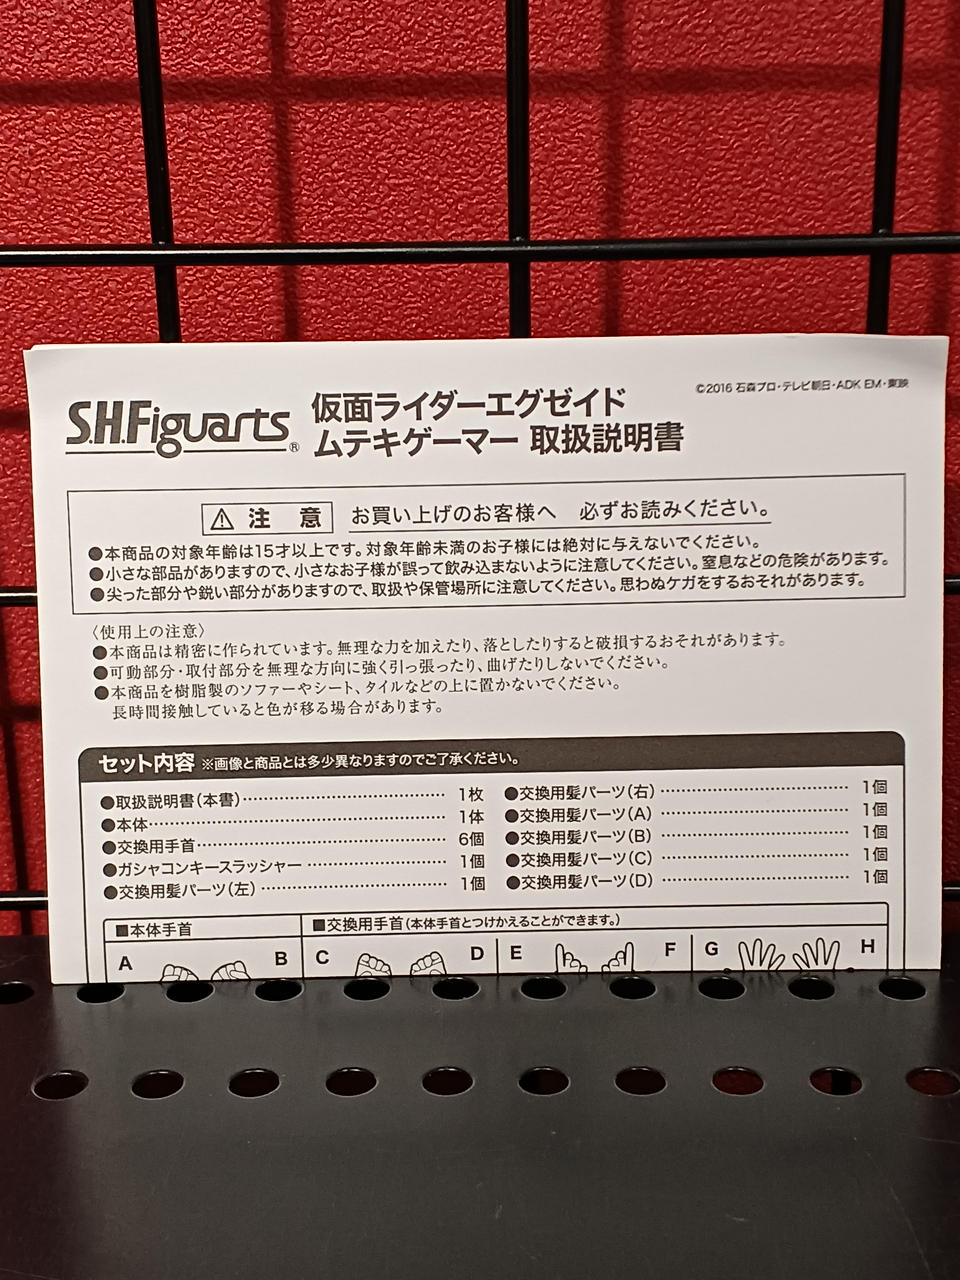 S.H.Figuarts®
仮面ライダーエグゼイド
ムテキゲーマー 取扱説明書
©2016 石森プロ・テレビ朝日・ADK EM・東映
⚠ 注 意 お買い上げのお客様へ 必ずお読みください。
●本商品の対象年齢は15才以上です。対象年齢未満のお子様には絶対に与えないでください。
●小さな部品がありますので、小さなお子様が誤って飲み込まないように注意してください。窒息などの危険があります。
●尖った部分や鋭い部分がありますので、取扱や保管場所に注意してください。思わぬケガをするおそれがあります。
〈使用上の注意〉
●本商品は精密に作られています。無理な力を加えたり、落としたりすると破損するおそれがあります。
●可動部分・取付部分を無理な方向に強く引っ張ったり、曲げたりしないでください。
●本商品を樹脂製のソファーやシート、タイルなどの上に置かないでください。
長時間接触していると色が移る場合があります。
セット内容 ※画像と商品とは多少異なりますのでご了承ください。
●取扱説明書(本書)……………1枚
●本体……………1体
●交換用手首……………6個
●ガシャコンキースラッシャー……………1個
●交換用髪パーツ(左)……………1個
●交換用髪パーツ(右)……………1個
●交換用髪パーツ(A)……………1個
●交換用髪パーツ(B)……………1個
●交換用髪パーツ(C)……………1個
●交換用髪パーツ(D)……………1個
■本体手首
■交換用手首(本体手首とつけかえることができます。)
A B C D E F G H